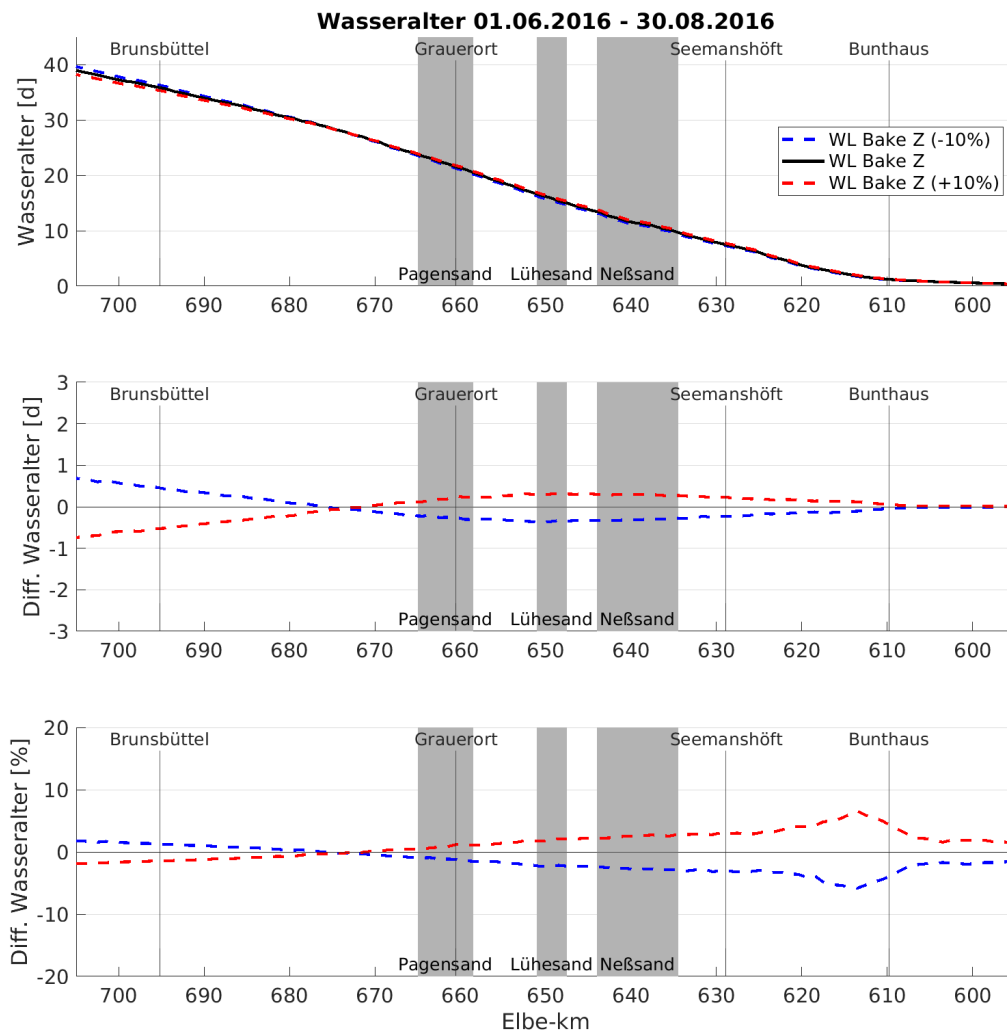 Wasseralter 01.06.2016 - 30.08.2016
Brunsbüttel Grauerort Seemanshöft Bunthaus
Wasseralter [d]
40
30
20
10
0
WL Bake Z (-10%)
WL Bake Z
WL Bake Z (+10%)
Pagensand Lühesand Neßsand
700 690 680 670 660 650 640 630 620 610 600
Brunsbüttel Grauerort Seemanshöft Bunthaus
Diff. Wasseralter [d]
3
2
1
0
-1
-2
-3
Pagensand Lühesand Neßsand
700 690 680 670 660 650 640 630 620 610 600
Brunsbüttel Grauerort Seemanshöft Bunthaus
Diff. Wasseralter [%]
20
10
0
-10
-20
Pagensand Lühesand Neßsand
700 690 680 670 660 650 640 630 620 610 600
Elbe-km